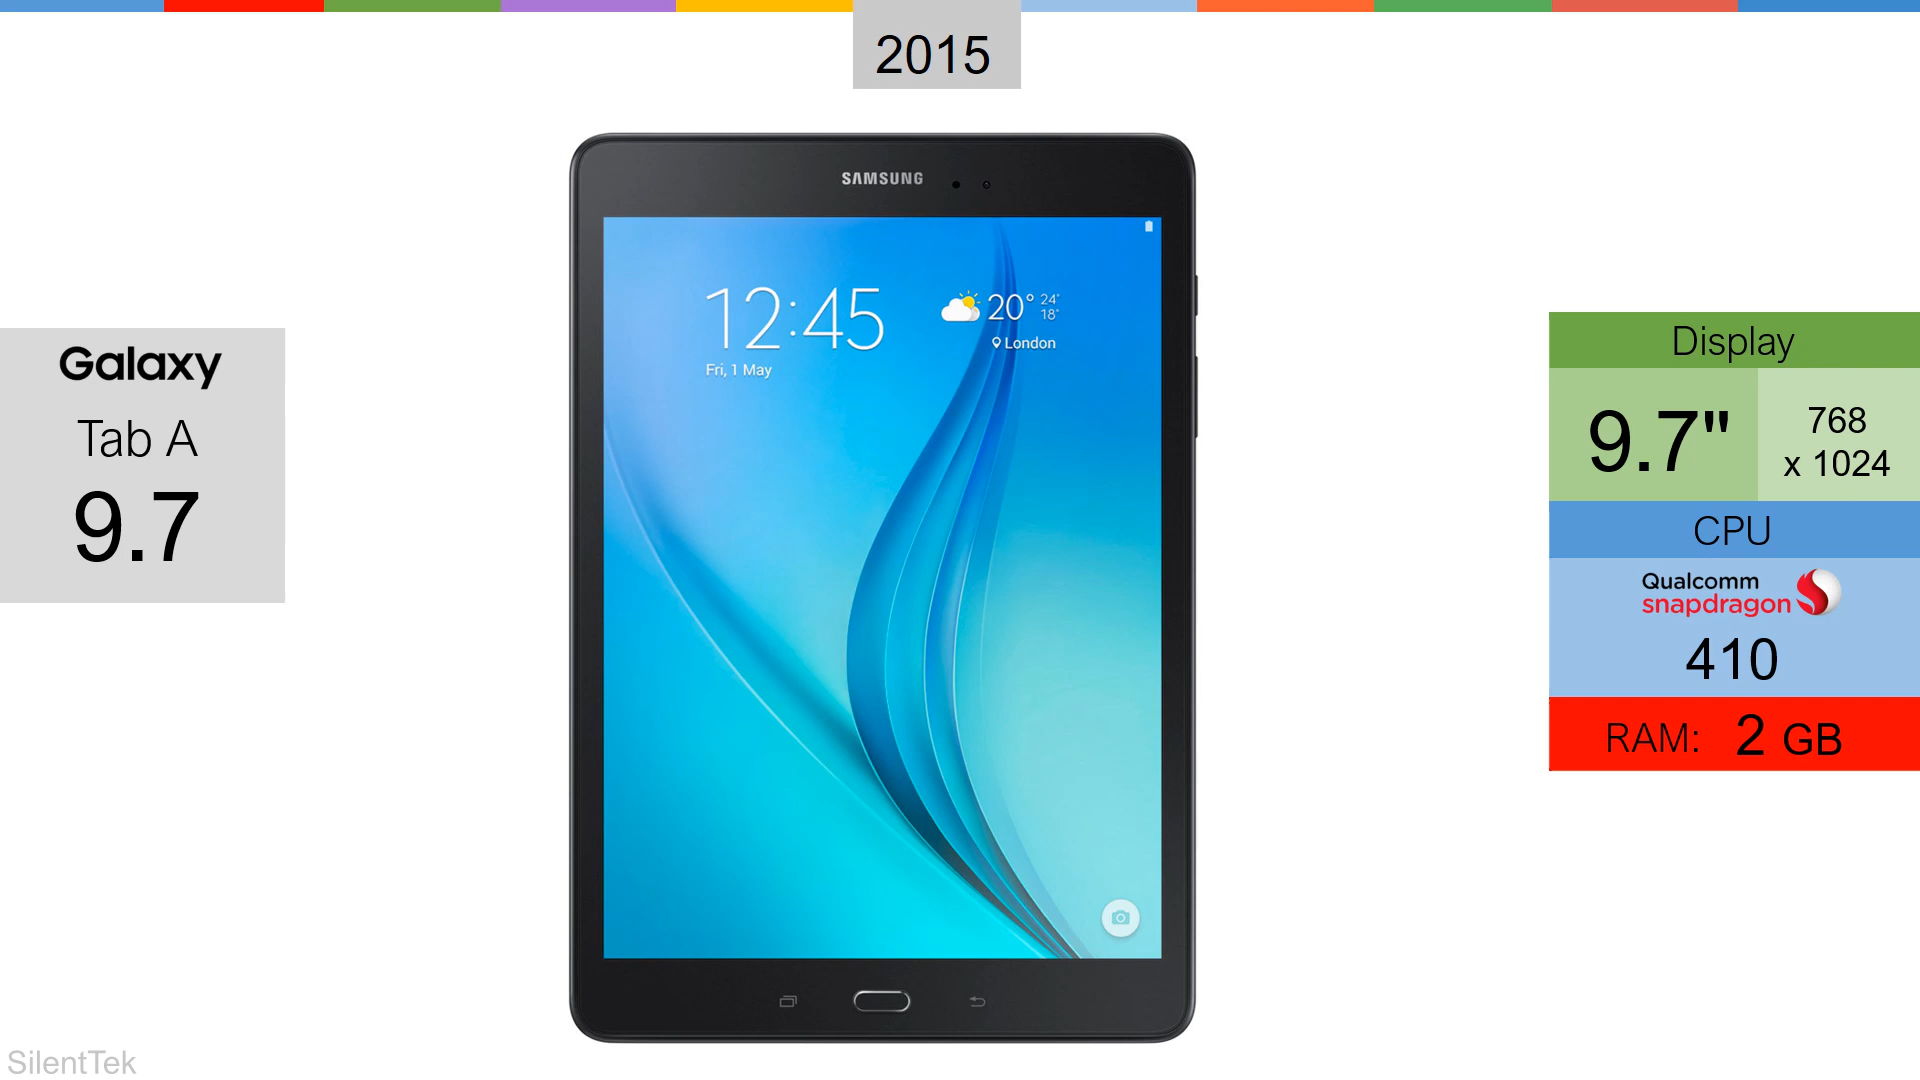 2015
SAMSUNG
12:45
Fri, 1 May
20° 24°
18°
London
Galaxy
Tab A
9.7
Display
9.7"
768
x 1024
CPU
Qualcomm
snapdragon
410
RAM: 2 GB
SilentTek